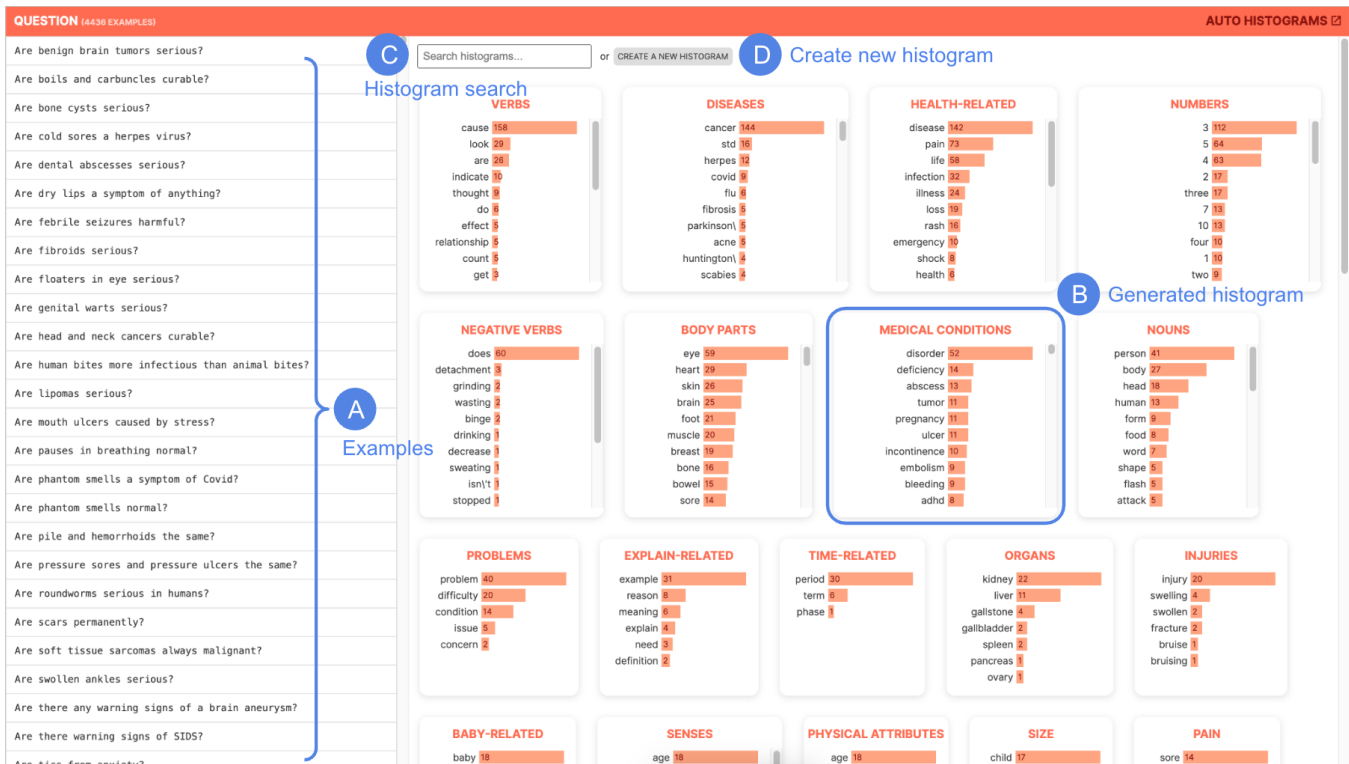 QUESTION (4436 EXAMPLES)
AUTO HISTOGRAMS
Are benign brain tumors serious?
Are boils and carbuncles curable?
Are bone cysts serious?
Are cold sores a herpes virus?
Are dental abscesses serious?
Are dry lips a symptom of anything?
Are febrile seizures harmful?
Are fibroids serious?
Are floaters in eye serious?
Are genital warts serious?
Are head and neck cancers curable?
Are human bites more infectious than animal bites?
Are lipomas serious?
Are mouth ulcers caused by stress?
Are pauses in breathing normal?
Are phantom smells a symptom of Covid?
Are phantom smells normal?
Are pile and hemorrhoids the same?
Are pressure sores and pressure ulcers the same?
Are roundworms serious in humans?
Are scars permanently?
Are soft tissue sarcomas always malignant?
Are swollen ankles serious?
Are there any warning signs of a brain aneurysm?
Are there warning signs of SIDS?
Are tics from anxiety?
A
Examples
C
Search histograms...
or
CREATE A NEW HISTOGRAM
D
Create new histogram
Histogram search
VERBS
cause 158
look 29
are 28
indicate 10
thought 9
do 6
effect 5
relationship 5
count 5
get 3
DISEASES
cancer 144
std 16
herpes 12
covid 9
flu 6
fibrosis 5
parkinson\ 5
acne 5
huntington\ 4
scabies 4
HEALTH-RELATED
disease 142
pain 73
life 58
infection 32
illness 24
loss 19
rash 16
emergency 10
shock 8
health 6
NUMBERS
3 112
5 64
4 63
2 17
three 17
7 13
10 13
four 10
1 10
two 9
B
Generated histogram
NEGATIVE VERBS
does 60
detachment 3
grinding 2
wasting 2
binge 2
drinking 1
decrease 1
sweating 1
isn\'t 1
stopped 1
BODY PARTS
eye 59
heart 29
skin 26
brain 25
foot 21
muscle 20
breast 19
bone 16
bowel 15
sore 14
MEDICAL CONDITIONS
disorder 52
deficiency 14
abscess 13
tumor 11
pregnancy 11
ulcer 11
incontinence 10
embolism 9
bleeding 9
adhd 8
NOUNS
person 41
body 27
head 18
human 13
form 9
food 8
word 7
shape 5
flash 5
attack 5
PROBLEMS
problem 40
difficulty 20
condition 14
issue 5
concern 2
EXPLAIN-RELATED
example 31
reason 8
meaning 6
explain 4
need 3
definition 2
TIME-RELATED
period 30
term 6
phase 1
ORGANS
kidney 22
liver 11
gallstone 4
gallbladder 2
spleen 2
pancreas 1
ovary 1
INJURIES
injury 20
swelling 4
swollen 2
fracture 2
bruise 1
bruising 1
BABY-RELATED
baby 18
SENSES
age 18
PHYSICAL ATTRIBUTES
age 18
SIZE
child 17
PAIN
sore 14